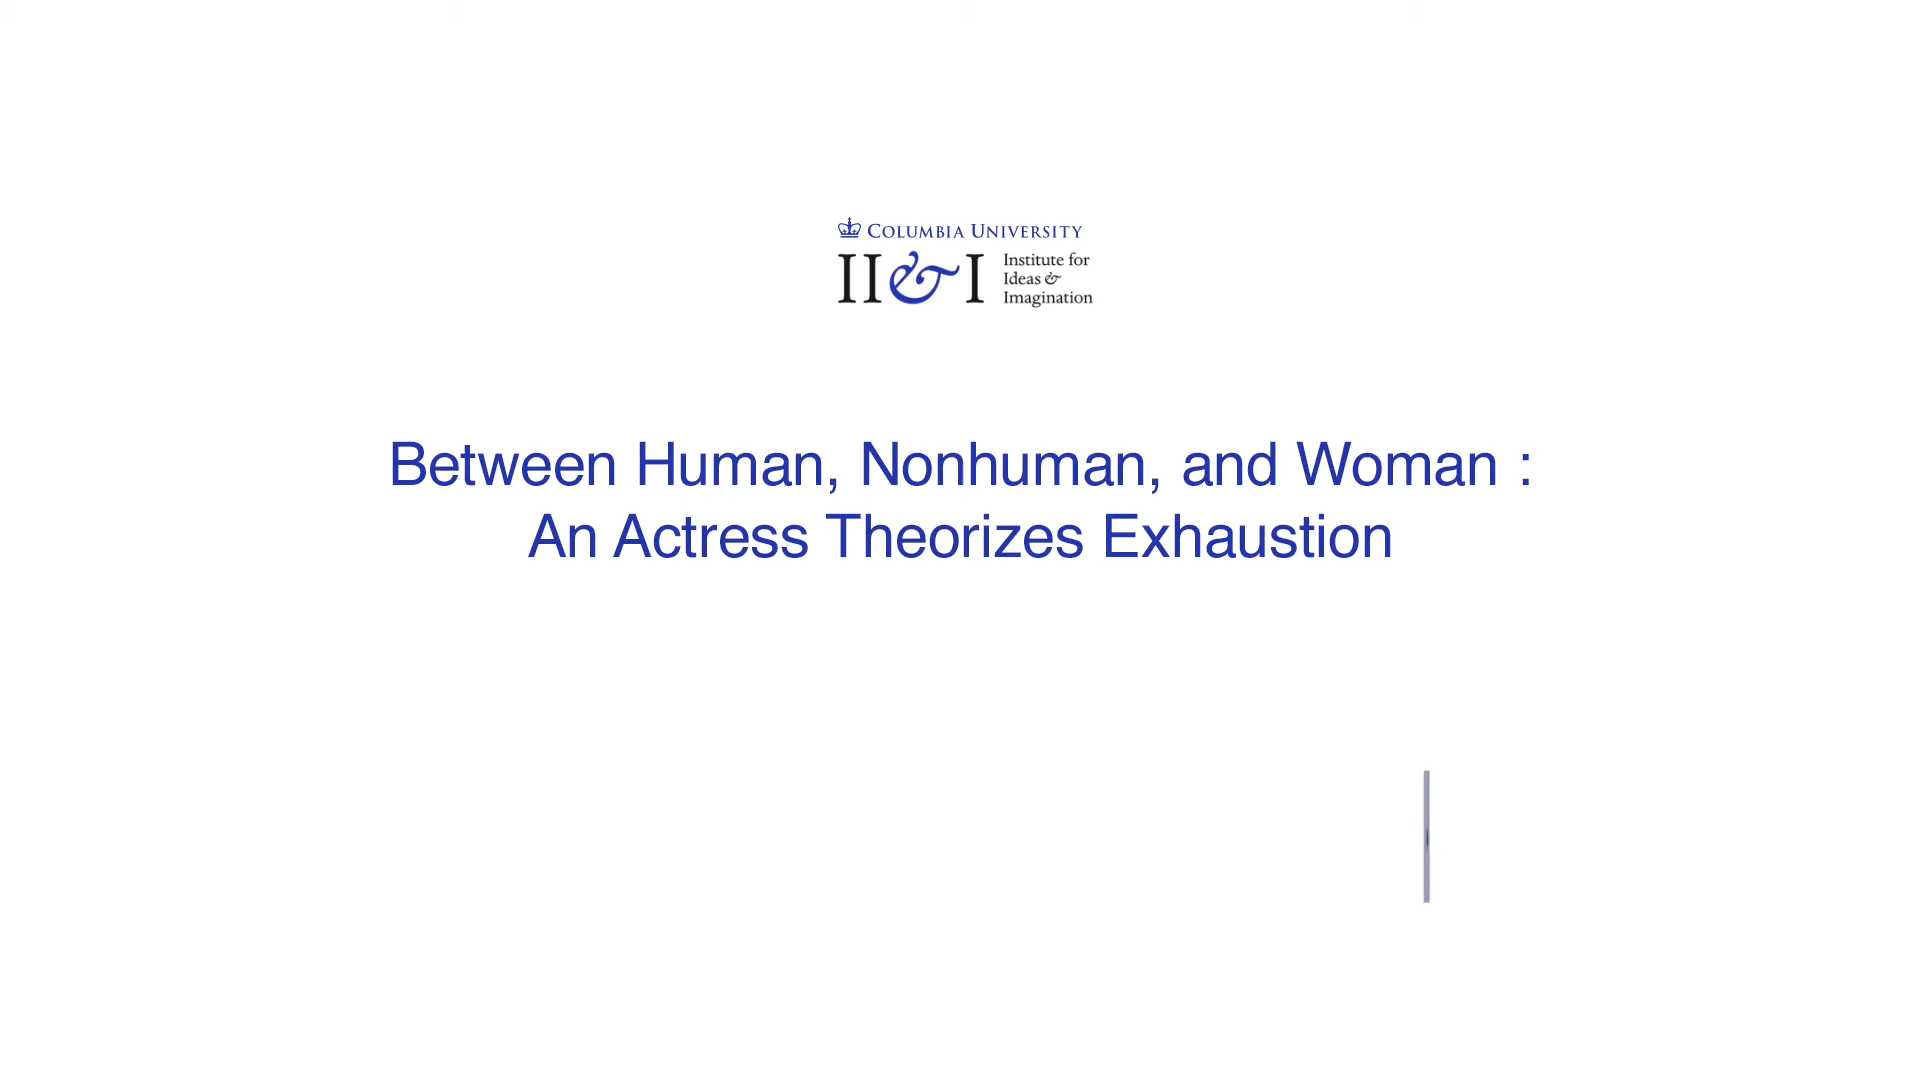 COLUMBIA UNIVERSITY
II&I
Institute for
Ideas &
Imagination
Between Human, Nonhuman, and Woman :
An Actress Theorizes Exhaustion